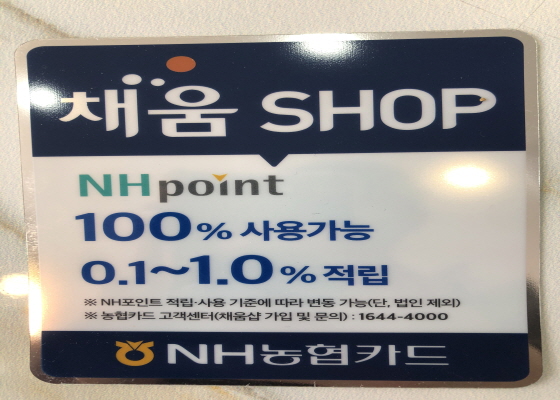 채움 SHOP
NHpoint
100% 사용가능
0.1~1.0% 적립
※ NH포인트 적립·사용 기준에 따라 변동 가능(단, 법인 제외)
※ 농협카드 고객센터(채움샵 가입 및 문의) : 1644-4000
NH농협카드